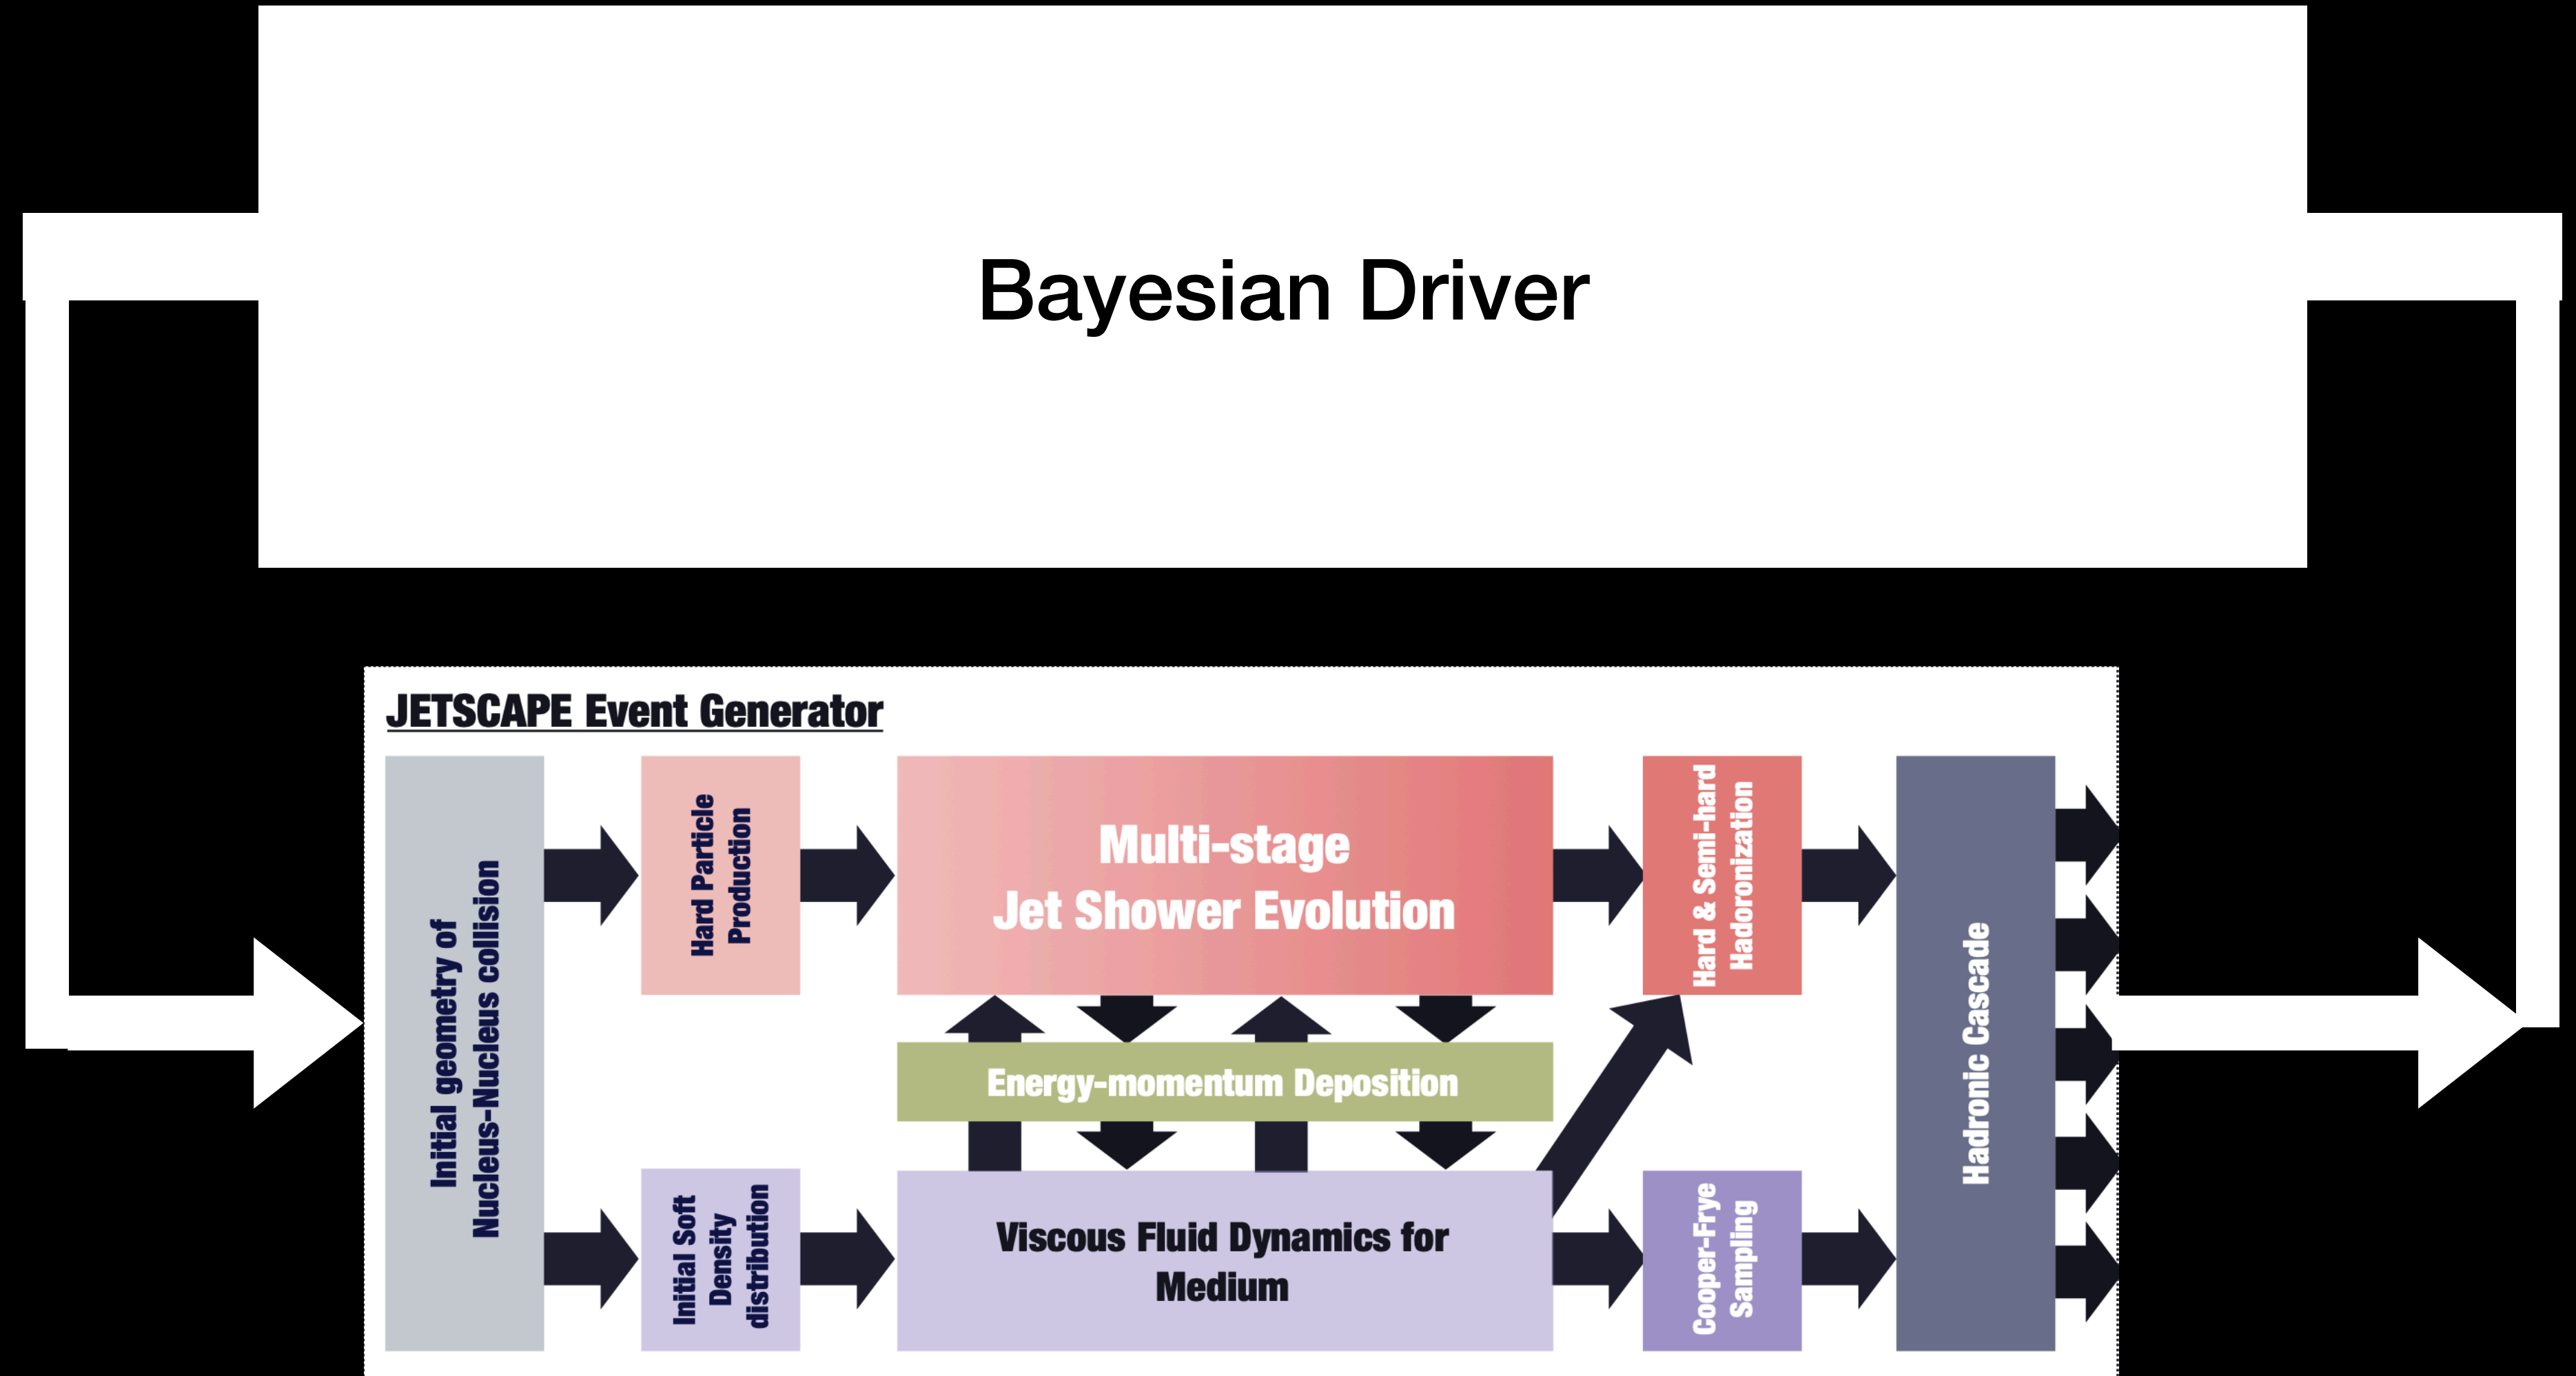 Bayesian Driver
JETSCAPE Event Generator
Initial geometry of
Nucleus-Nucleus collision
Hard Particle
Production
Multi-stage
Jet Shower Evolution
Hard & Semi-hard
Hadoronization
Energy-momentum Deposition
Initial Soft
Density
distribution
Viscous Fluid Dynamics for
Medium
Cooper-Frye
Sampling
Hadronic Cascade